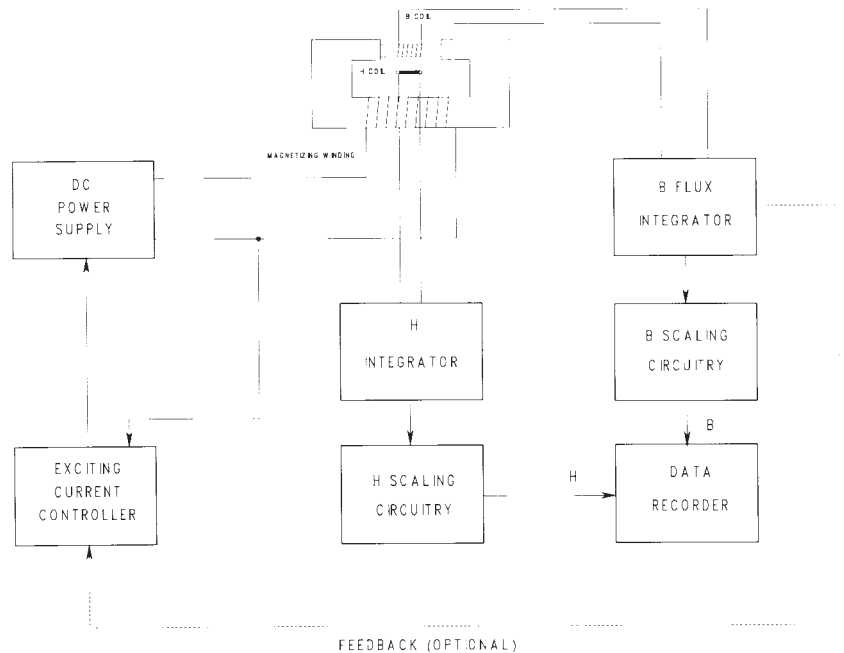 B COIL
H COIL
MAGNETIZING WINDING
DC
POWER
SUPPLY
B FLUX
INTEGRATOR
H
INTEGRATOR
B SCALING
CIRCUITRY
B
EXCITING
CURRENT
CONTROLLER
H SCALING
CIRCUITRY
H
DATA
RECORDER
FEEDBACK (OPTIONAL)